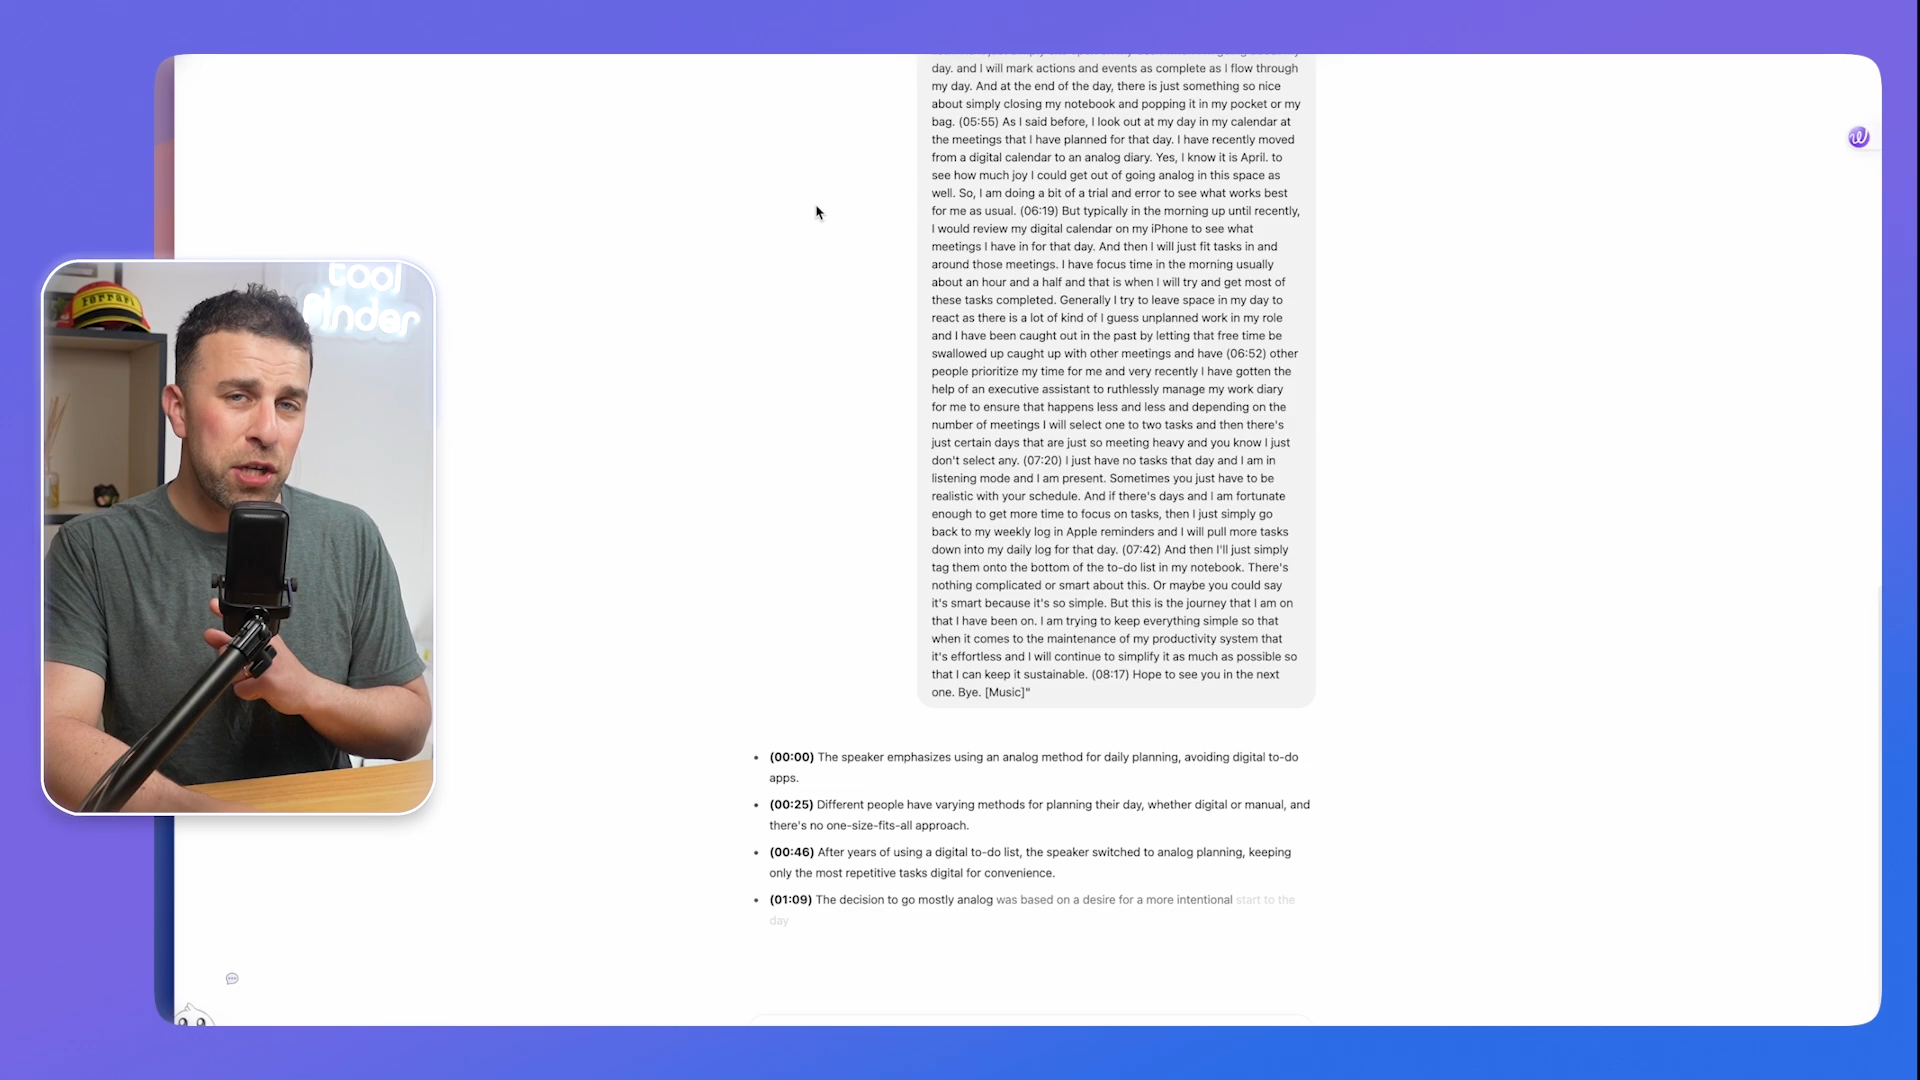 day. and I will mark actions and events as complete as I flow through
my day. And at the end of the day, there is just something so nice
about simply closing my notebook and popping it in my pocket or my
bag. (05:55) As I said before, I look out at my day in my calendar at
the meetings that I have planned for that day. I have recently moved
from a digital calendar to an analog diary. Yes, I know it is April. to
see how much joy I could get out of going analog in this space as
well. So, I am doing a bit of a trial and error to see what works best
for me as usual. (06:19) But typically in the morning up until recently,
I would review my digital calendar on my iPhone to see what
meetings I have in for that day. And then I will just fit tasks in and
around those meetings. I have focus time in the morning usually
about an hour and a half and that is when I will try and get most of
these tasks completed. Generally I try to leave space in my day to
react as there is a lot of kind of I guess unplanned work in my role
and I have been caught out in the past by letting that free time be
swallowed up caught up with other meetings and have (06:52) other
people prioritize my time for me and very recently I have gotten the
help of an executive assistant to ruthlessly manage my work diary
for me to ensure that happens less and less and depending on the
number of meetings I will select one to two tasks and then there's
just certain days that are just so meeting heavy and you know I just
don't select any. (07:20) I just have no tasks that day and I am in
listening mode and I am present. Sometimes you just have to be
realistic with your schedule. And if there's days and I am fortunate
enough to get more time to focus on tasks, then I just simply go
back to my weekly log in Apple reminders and I will pull more tasks
down into my daily log for that day. (07:42) And then I'll just simply
tag them onto the bottom of the to-do list in my notebook. There's
nothing complicated or smart about this. Or maybe you could say
it's smart because it's so simple. But this is the journey that I am on
that I have been on. I am trying to keep everything simple so that
when it comes to the maintenance of my productivity system that
it's effortless and I will continue to simplify it as much as possible so
that I can keep it sustainable. (08:17) Hope to see you in the next
one. Bye. [Music]"
tool
finder
Ferrari
• (00:00) The speaker emphasizes using an analog method for daily planning, avoiding digital to-do
apps.
• (00:25) Different people have varying methods for planning their day, whether digital or manual, and
there's no one-size-fits-all approach.
• (00:46) After years of using a digital to-do list, the speaker switched to analog planning, keeping
only the most repetitive tasks digital for convenience.
• (01:09) The decision to go mostly analog was based on a desire for a more intentional start to the
day